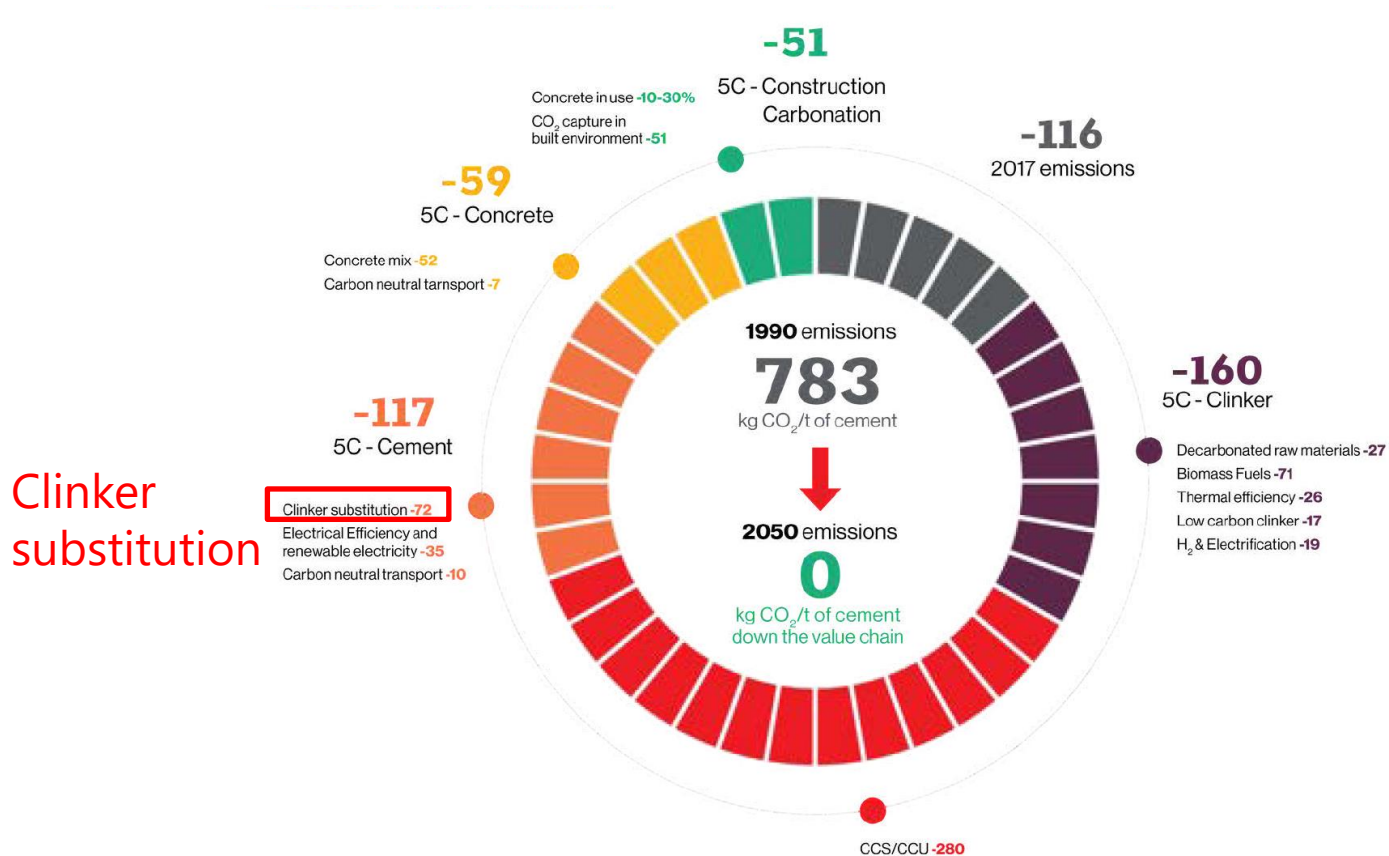 -51
5C - Construction
Carbonation
Concrete in use -10-30%
CO₂ capture in
built environment -51
-116
2017 emissions
-59
5C - Concrete
Concrete mix -52
Carbon neutral tarnsport -7
1990 emissions
783
kg CO₂/t of cement
2050 emissions
0
kg CO₂/t of cement
down the value chain
-160
5C - Clinker
Decarbonated raw materials -27
Biomass Fuels -71
Thermal efficiency -26
Low carbon clinker -17
H₂ & Electrification -19
-117
5C - Cement
Clinker
substitution
Clinker substitution -72
Electrical Efficiency and
renewable electricity -35
Carbon neutral transport -10
CCS/CCU -280